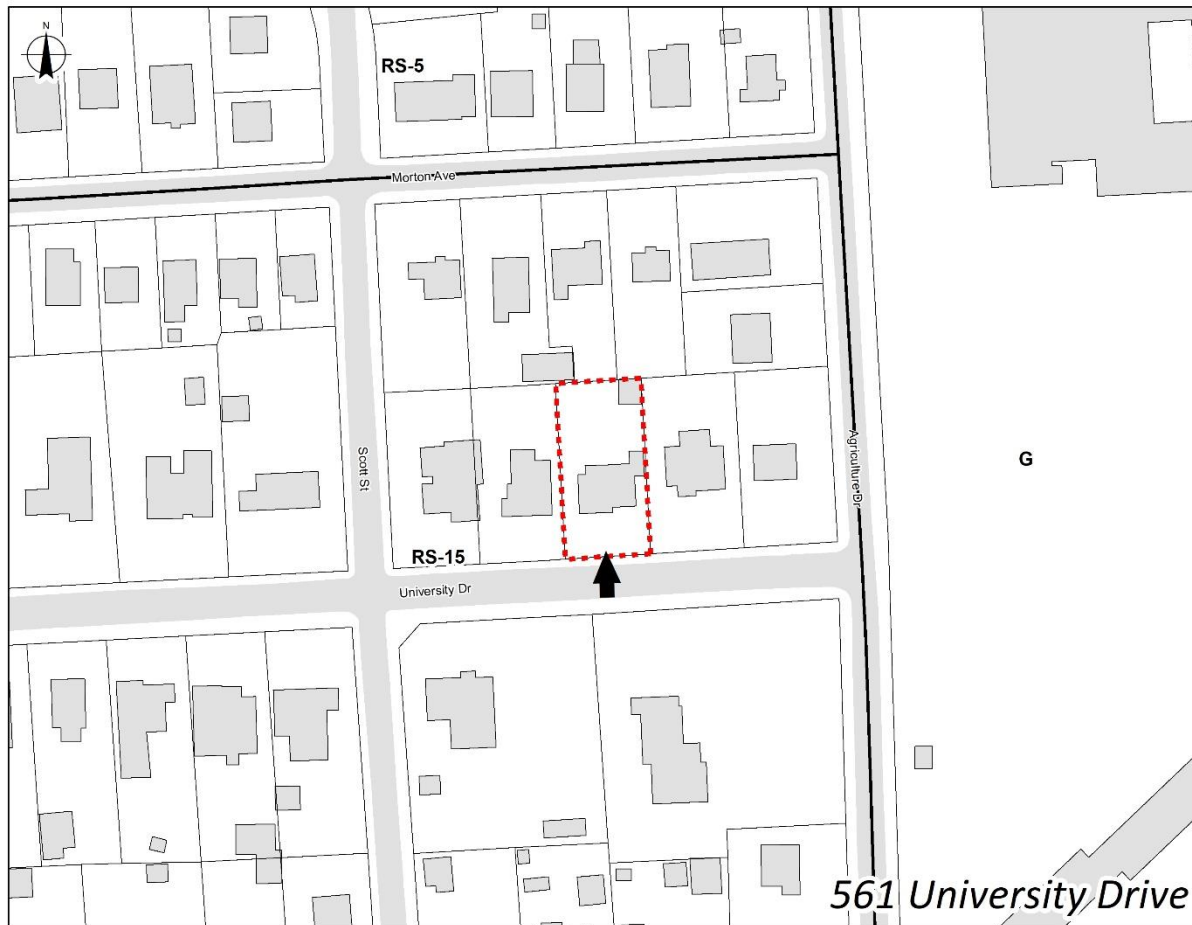 N
RS-5
Morton Ave
Scott St
Agriculture Dr
G
RS-15
University Dr
561 University Drive